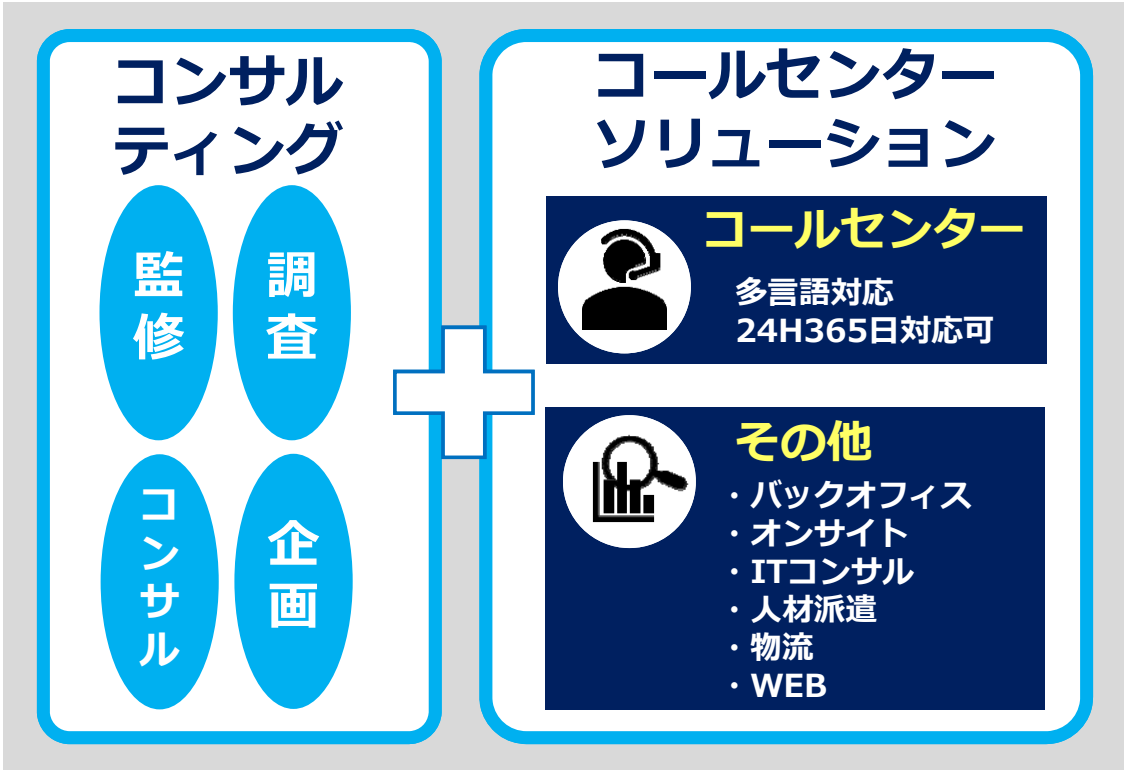 コンサル
ティング
監修
調査
コンサル
企画
コールセンター
ソリューション
コールセンター
多言語対応
24H365日対応可
その他
・バックオフィス
・オンサイト
・ITコンサル
・人材派遣
・物流
・WEB